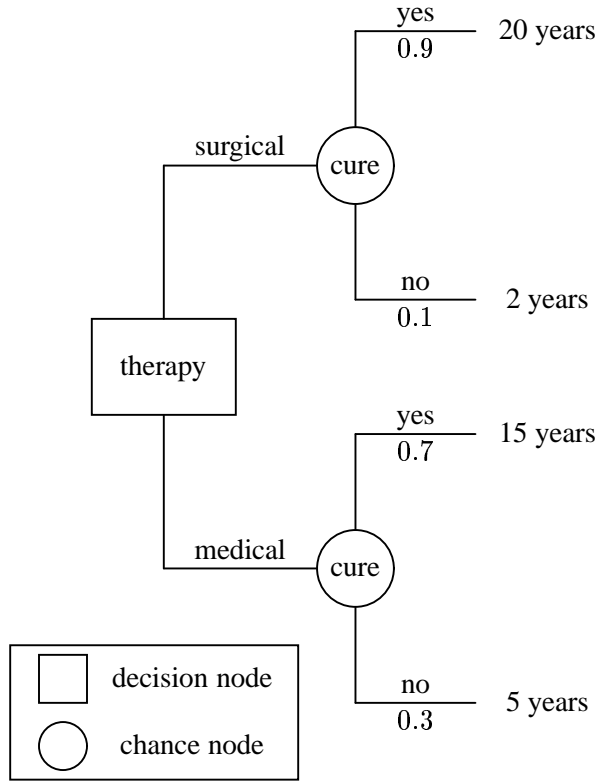 yes
0.9
20 years
surgical
cure
no
0.1
2 years
therapy
yes
0.7
15 years
medical
cure
no
0.3
5 years
decision node
chance node